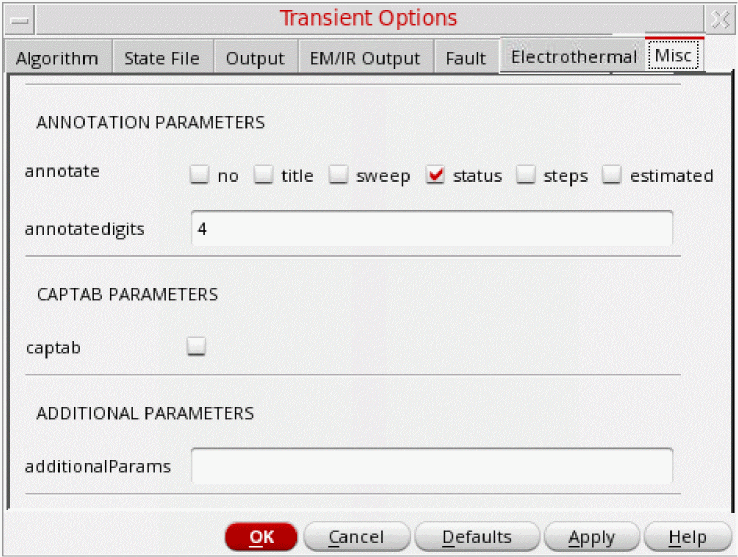 Transient Options
Algorithm State File Output EM/IR Output Fault Electrothermal Misc
ANNOTATION PARAMETERS
annotate no title sweep status steps estimated
annotatedigits 4
CAPTAB PARAMETERS
captab
ADDITIONAL PARAMETERS
additionalParams
OK Cancel Defaults Apply Help